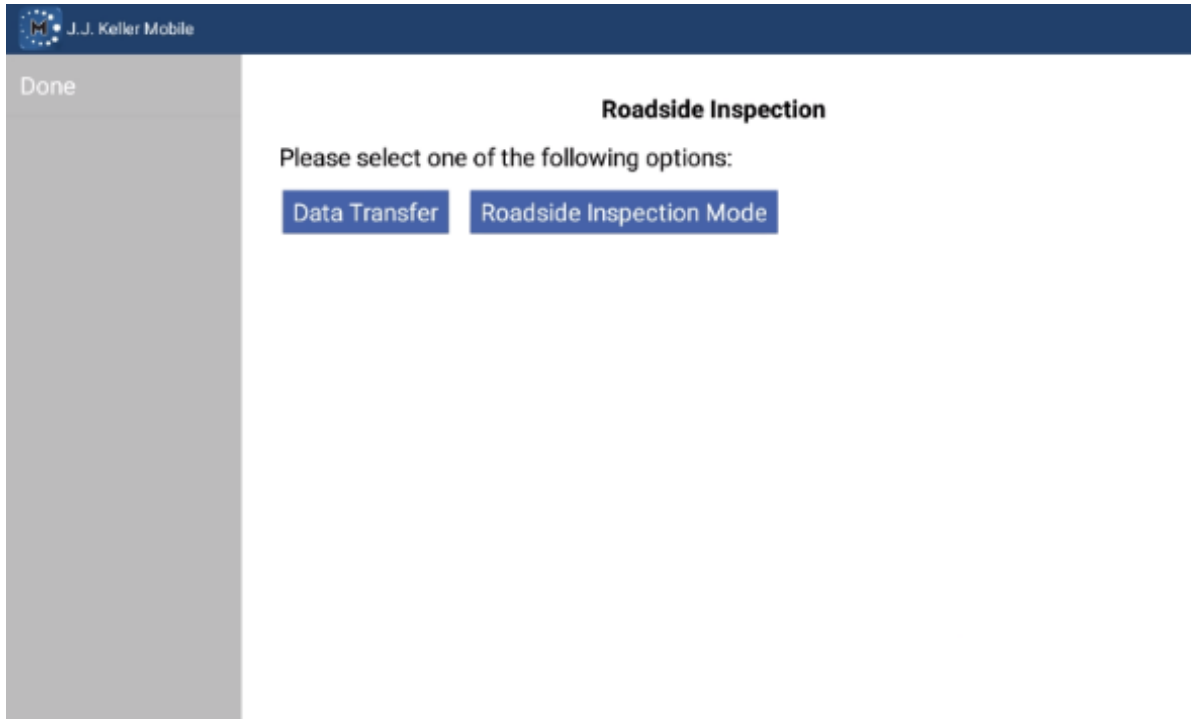 M J.J. Keller Mobile
Done
Roadside Inspection
Please select one of the following options:
Data Transfer Roadside Inspection Mode